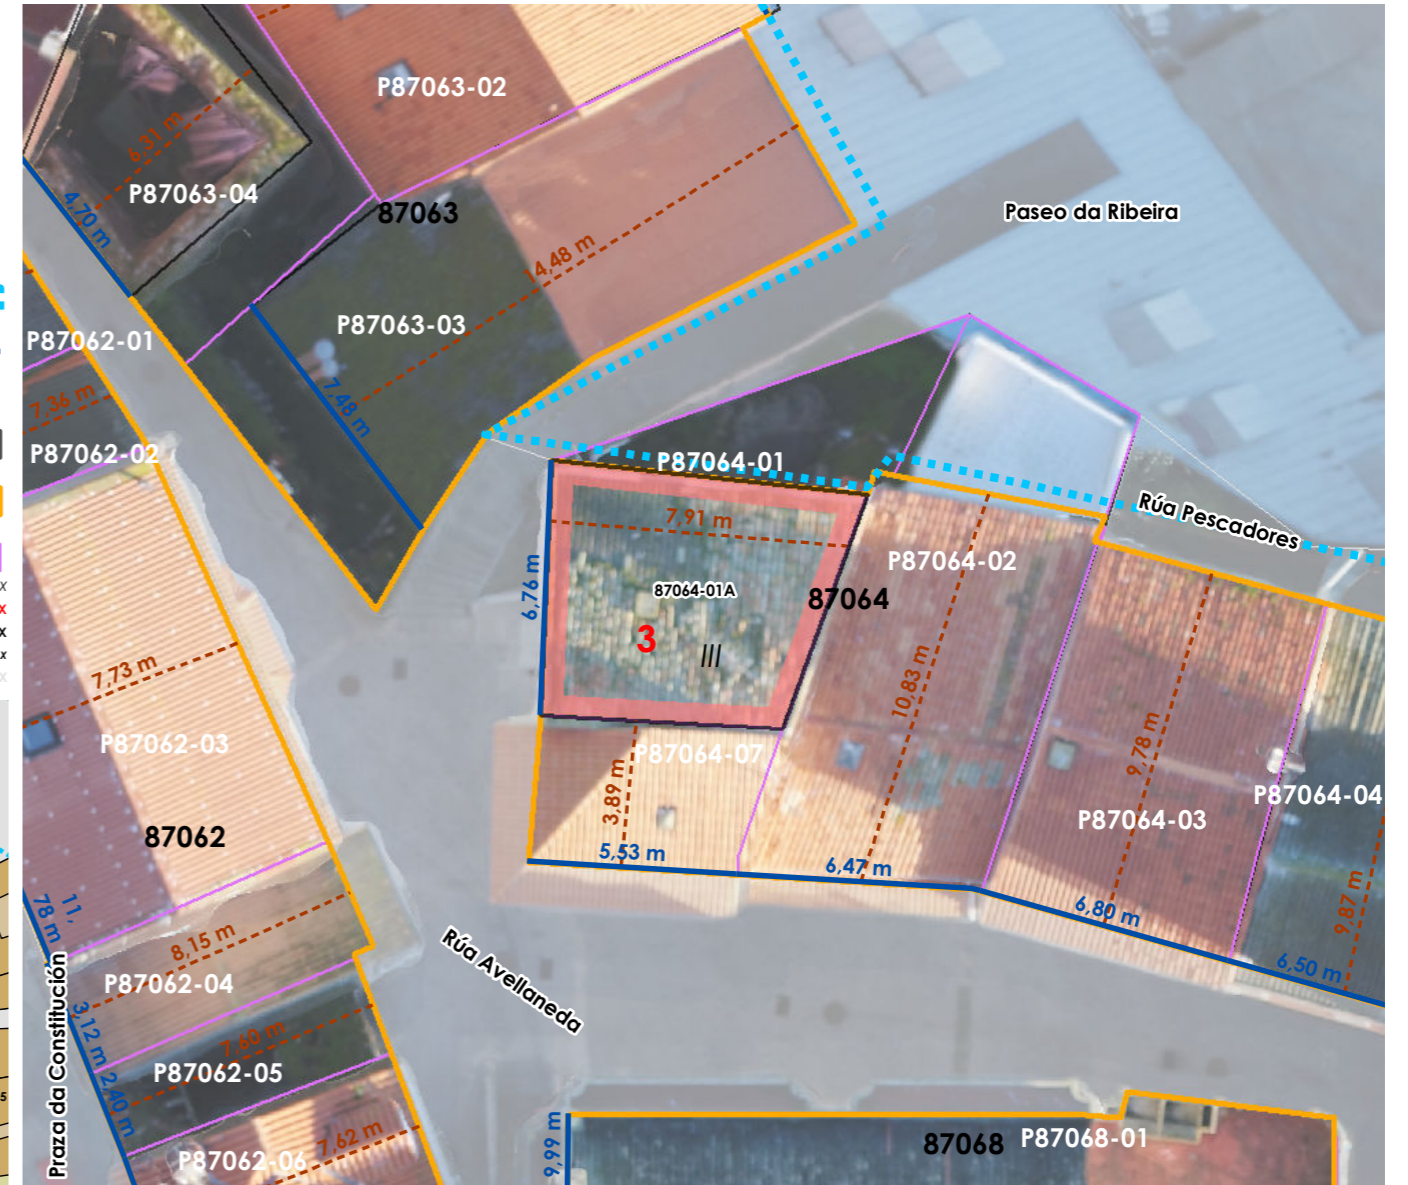 P87063-02
6,31 m
P87063-04
4,70 m
87063
Paseo da Ribeira
14,48 m
P87063-03
P87062-01
7,48 m
7,36 m
P87062-02
P87064-01
Rúa Pescadores
7,91 m
P87064-02
6,76 m
87064-01A
87064
3
III
7,73 m
10,83 m
P87062-03
P87064-07
9,78 m
3,89 m
P87064-04
P87064-03
87062
5,53 m
6,47 m
6,80 m
9,87 m
11,
78 m
8,15 m
Rúa Avellaneda
6,50 m
P87062-04
Praza da Constitución
3,12 m
7,60 m
P87062-05
2,40 m
9,99 m
87068
P87068-01
7,62 m
P87062-06
x
x
x
x
x
5